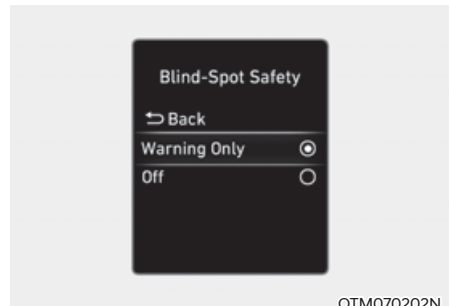 Blind-Spot Safety
Back
Warning Only
Off
OTM070202N